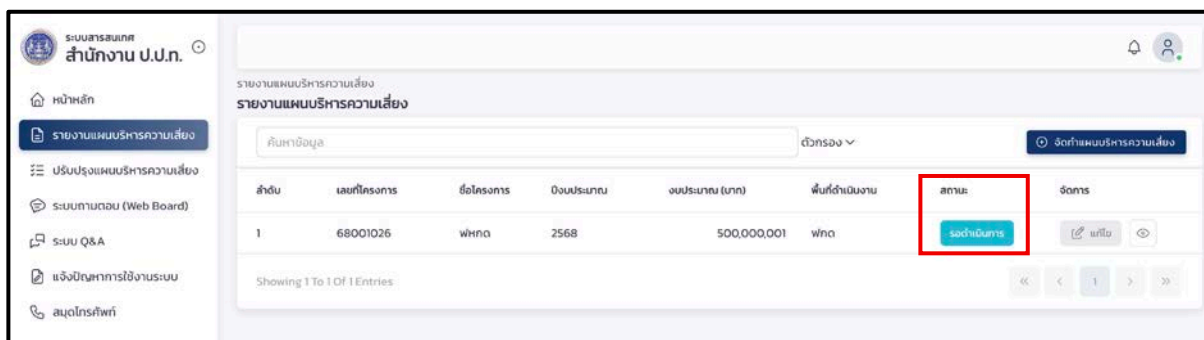 ระบบสารสนเทศ
สำนักงาน ป.ป.ท.
หน้าหลัก
รายงานแผนบริหารความเสี่ยง
ปรับปรุงแผนบริหารความเสี่ยง
ระบบถามตอบ (Web Board)
ระบบ Q&A
แจ้งปัญหาการใช้งานระบบ
สมุดโทรศัพท์
รายงานแผนบริหารความเสี่ยง
รายงานแผนบริหารความเสี่ยง
ค้นหาข้อมูล ตัวกรอง จัดทำแผนบริหารความเสี่ยง
ลำดับ เลขที่โครงการ ชื่อโครงการ ปีงบประมาณ งบประมาณ (บาท) พื้นที่ดำเนินงาน สถานะ จัดการ
1 68001026 ฟหกด 2568 500,000,001 ฟกด รอดำเนินการ แก้ไข
Showing 1 To 1 Of 1 Entries « < 1 > »